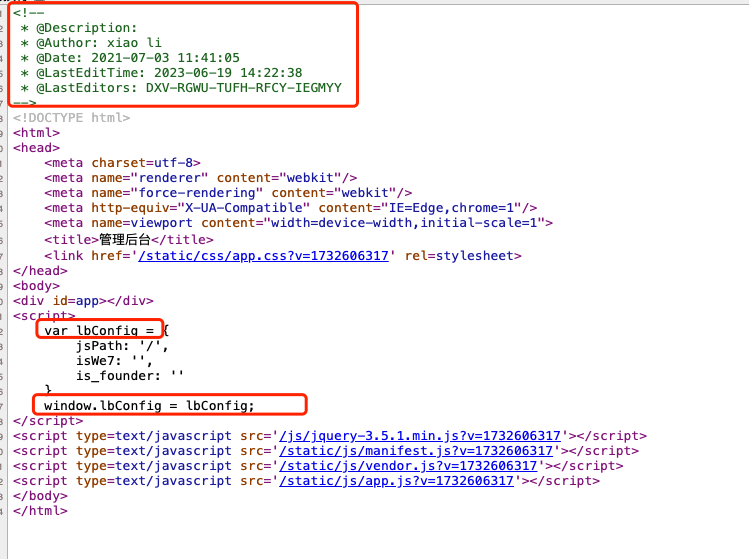 <!--
* @Description:
* @Author: xiao li
* @Date: 2021-07-03 11:41:05
* @LastEditTime: 2023-06-19 14:22:38
* @LastEditors: DXV-RGWU-TUFH-RFCY-IEGMYY
-->
<!DOCTYPE html>
<html>
<head>
<meta charset=utf-8>
<meta name="renderer" content="webkit"/>
<meta name="force-rendering" content="webkit"/>
<meta http-equiv="X-UA-Compatible" content="IE=Edge,chrome=1"/>
<meta name=viewport content="width=device-width,initial-scale=1">
<title>管理后台</title>
<link href='/static/css/app.css?v=1732606317' rel=stylesheet>
</head>
<body>
<div id=app></div>
<script>
var lbConfig = {
jsPath: '/',
isWe7: '',
is_founder: ''
}
window.lbConfig = lbConfig;
</script>
<script type=text/javascript src='/js/jquery-3.5.1.min.js?v=1732606317'></script>
<script type=text/javascript src='/static/js/manifest.js?v=1732606317'></script>
<script type=text/javascript src='/static/js/vendor.js?v=1732606317'></script>
<script type=text/javascript src='/static/js/app.js?v=1732606317'></script>
</body>
</html>